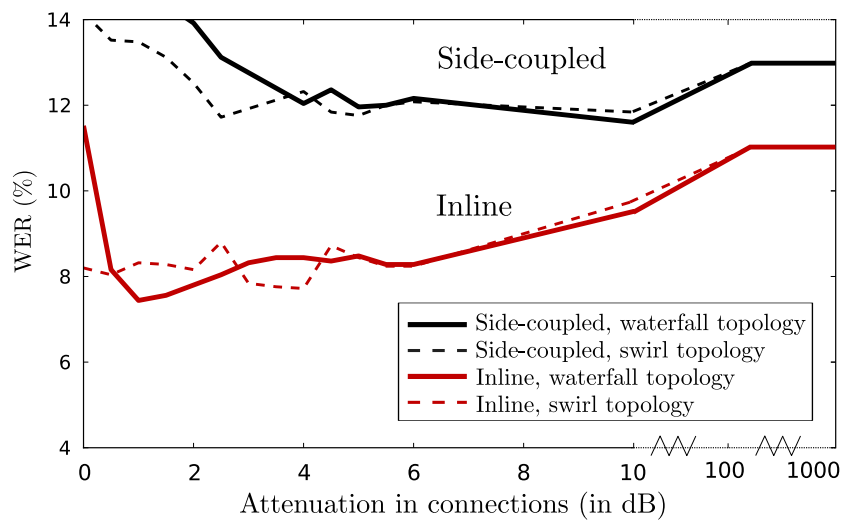 14
12
10
8
6
4
WER (%)
Side-coupled
Inline
Side-coupled, waterfall topology
Side-coupled, swirl topology
Inline, waterfall topology
Inline, swirl topology
0 2 4 6 8 10 100 1000
Attenuation in connections (in dB)